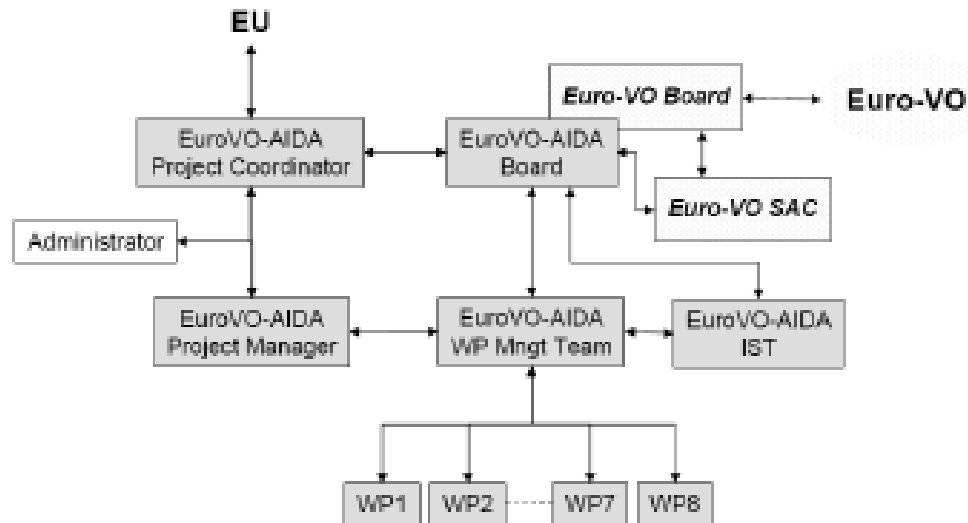 EU
Euro-VO Board
Euro-VO
EuroVO-AIDA
Project Coordinator
EuroVO-AIDA
Board
Euro-VO SAC
Administrator
EuroVO-AIDA
Project Manager
EuroVO-AIDA
WP Mngt Team
EuroVO-AIDA
IST
WP1
WP2
WP7
WP8